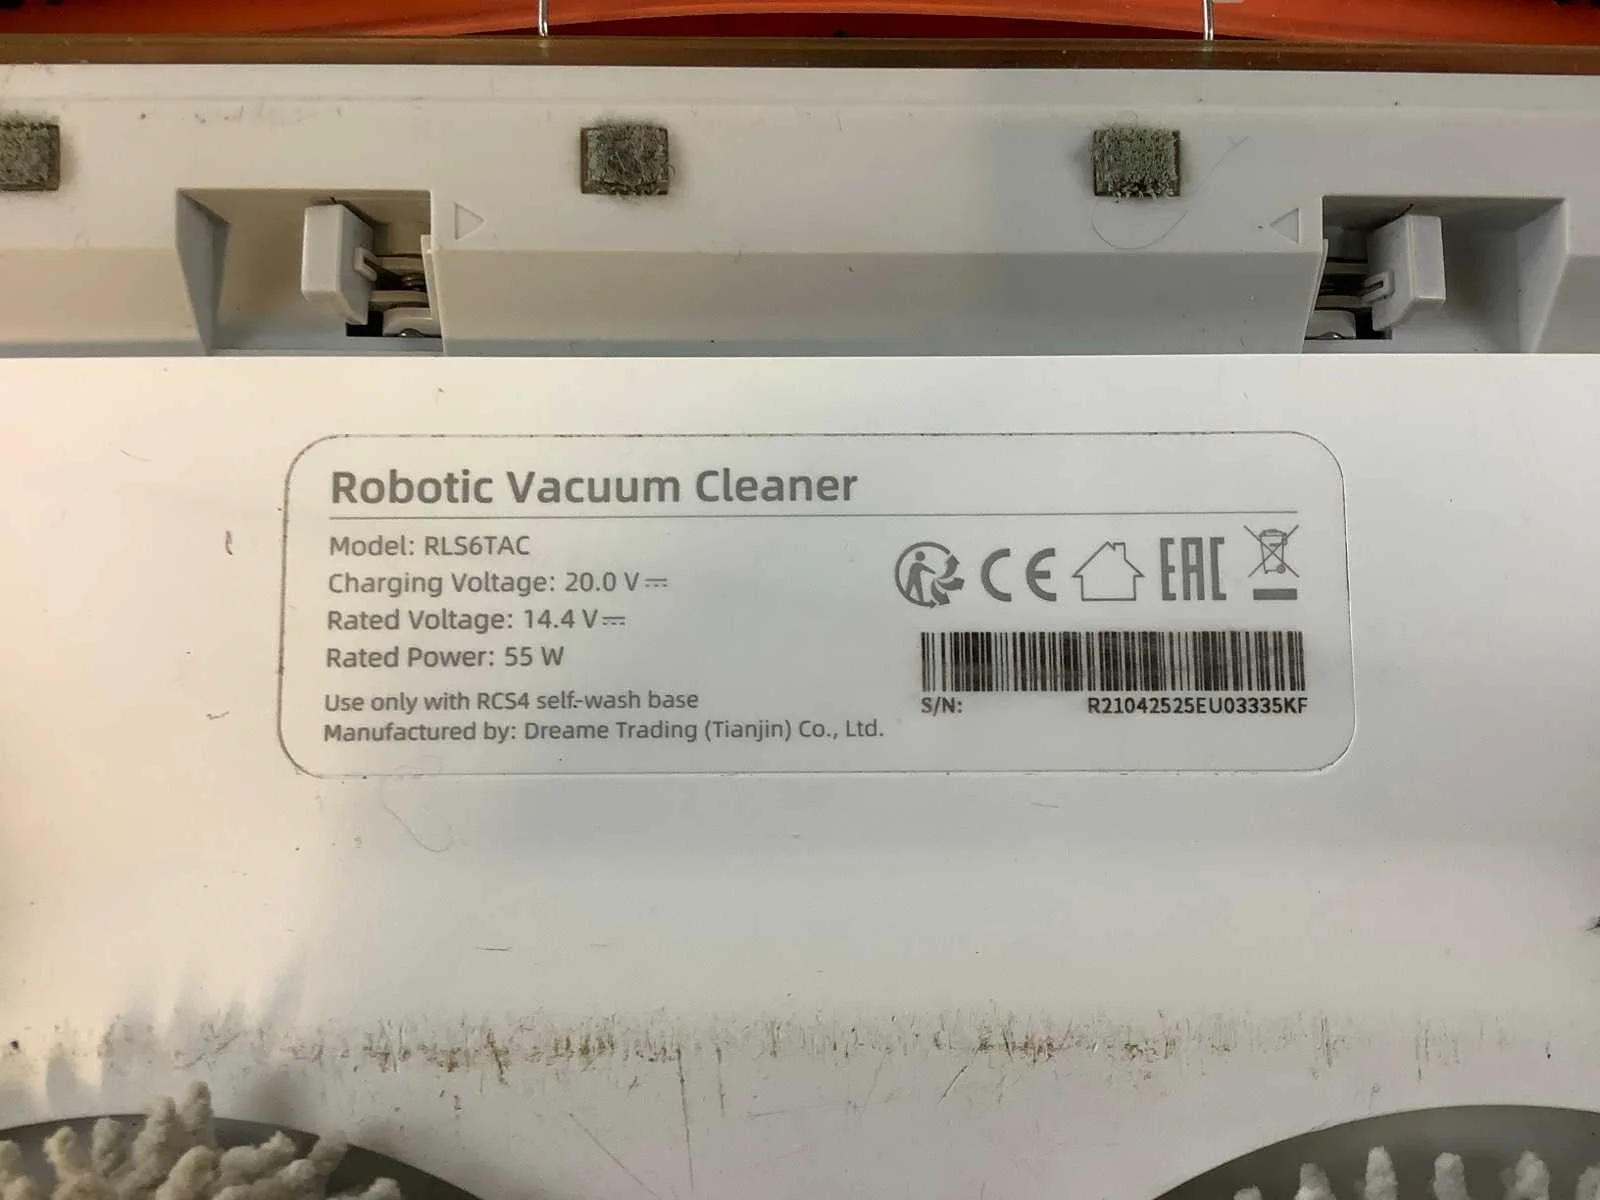 Robotic Vacuum Cleaner
Model: RLS6TAC
Charging Voltage: 20.0 V⎓
Rated Voltage: 14.4 V⎓
Rated Power: 55 W
Use only with RCS4 self-wash base
Manufactured by: Dreame Trading (Tianjin) Co., Ltd.
CE EAC
S/N: R21042525EU03335KF